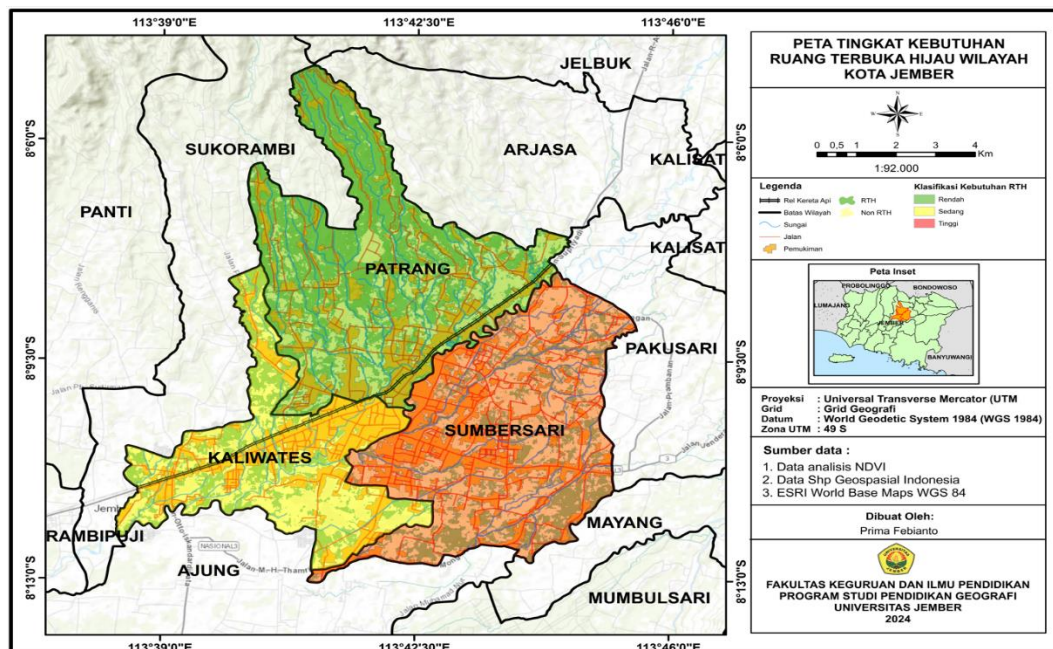 113°39'0"E
113°42'30"E
113°46'0"E
8°6'0"S
8°9'30"S
8°13'0"S
JELBUK
SUKORAMBI
ARJASA
KALISAT
PANTI
KALISAT
PATRANG
PAKUSARI
SUMBERSARI
KALIWATES
RAMBIPUJI
AJUNG
MAYANG
MUMBULSARI
NASIONAL3
3
8°6'0"S
8°9'30"S
8°13'0"S
113°39'0"E
113°42'30"E
113°46'0"E
PETA TINGKAT KEBUTUHAN
RUANG TERBUKA HIJAU WILAYAH
KOTA JEMBER
0 0,5 1 2 3 4
Km
1:92.000
Legenda
Rel Kereta Api
Batas Wilayah
Sungai
Jalan
Pemukiman
RTH
Non RTH
Klasifikasi Kebutuhan RTH
Rendah
Sedang
Tinggi
Peta Inset
PROBOLINGGO
BONDOWOSO
LUMAJANG
JEMBER
BANYUWANGI
Proyeksi : Universal Transverse Mercator (UTM
Grid : Grid Geografi
Datum : World Geodetic System 1984 (WGS 1984)
Zona UTM : 49 S
Sumber data :
1. Data analisis NDVI
2. Data Shp Geospasial Indonesia
3. ESRI World Base Maps WGS 84
Dibuat Oleh:
Prima Febianto
FAKULTAS KEGURUAN DAN ILMU PENDIDIKAN
PROGRAM STUDI PENDIDIKAN GEOGRAFI
UNIVERSITAS JEMBER
2024